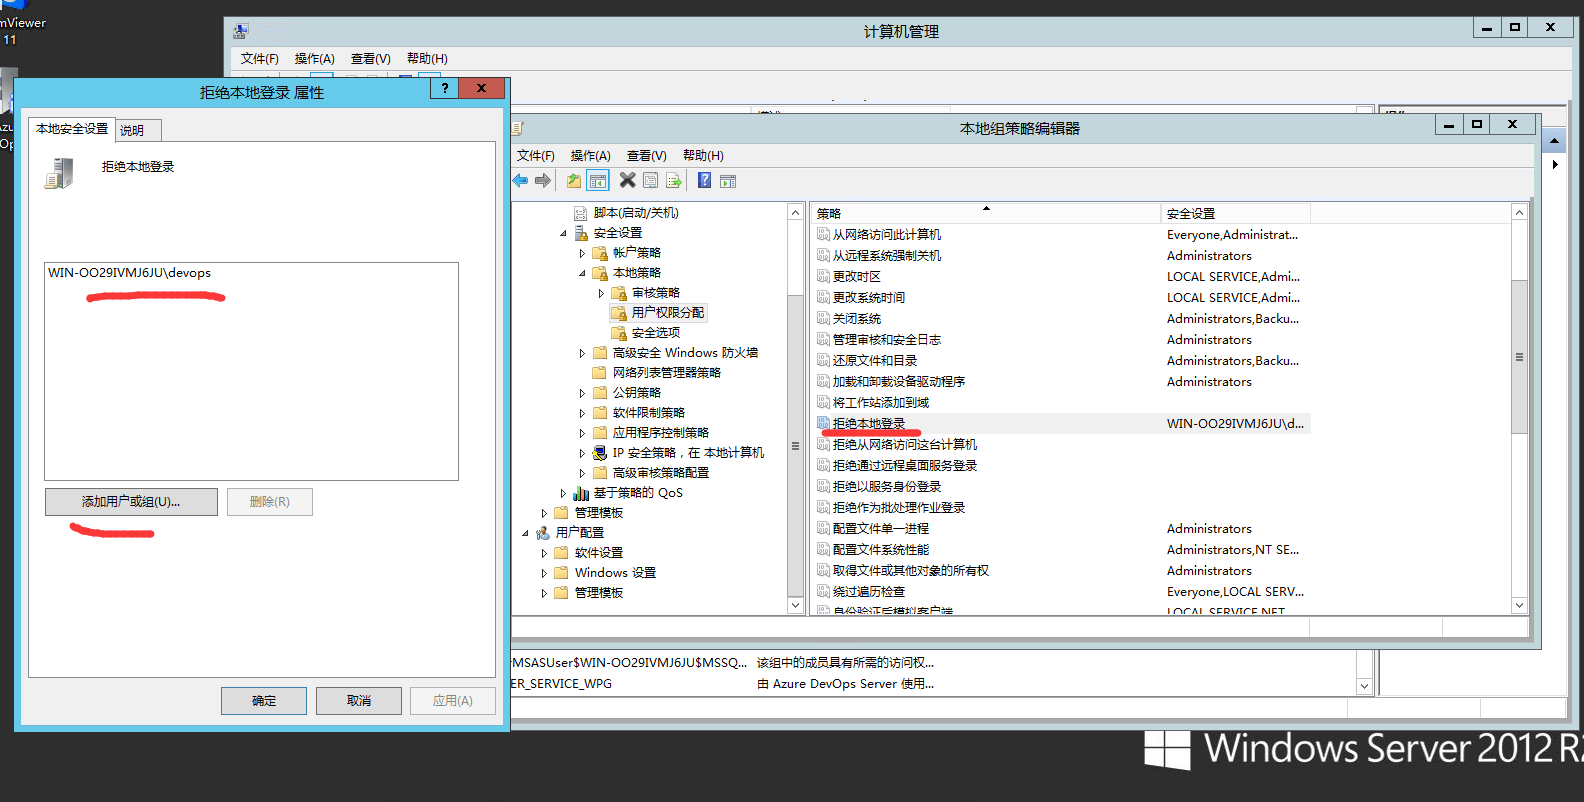 mViewer
11
计算机管理
文件(F) 操作(A) 查看(V) 帮助(H)
拒绝本地登录 属性
本地安全设置 说明
拒绝本地登录
WIN-OO29IVMJ6JU\devops
添加用户或组(U)... 删除(R)
确定 取消 应用(A)
本地组策略编辑器
文件(F) 操作(A) 查看(V) 帮助(H)
脚本(启动/关机)
安全设置
帐户策略
本地策略
审核策略
用户权限分配
安全选项
高级安全 Windows 防火墙
网络列表管理器策略
公钥策略
软件限制策略
应用程序控制策略
IP 安全策略，在 本地计算机
高级审核策略配置
基于策略的 QoS
管理模板
用户配置
软件设置
Windows 设置
管理模板
策略 安全设置
从网络访问此计算机 Everyone,Administrat...
从远程系统强制关机 Administrators
更改时区 LOCAL SERVICE,Admi...
更改系统时间 LOCAL SERVICE,Admi...
关闭系统 Administrators,Backu...
管理审核和安全日志 Administrators
还原文件和目录 Administrators,Backu...
加载和卸载设备驱动程序 Administrators
将工作站添加到域
拒绝本地登录 WIN-OO29IVMJ6JU\d...
拒绝从网络访问这台计算机
拒绝通过远程桌面服务登录
拒绝以服务身份登录
拒绝作为批处理作业登录
配置文件单一进程 Administrators
配置文件系统性能 Administrators,NT SE...
取得文件或其他对象的所有权 Administrators
绕过遍历检查 Everyone,LOCAL SERV...
身份验证后模拟客户端 LOCAL SERVICE,NET
MSASUser$WIN-OO29IVMJ6JU$MSSQ... 该组中的成员具有所需的访问权...
ER_SERVICE_WPG 由 Azure DevOps Server 使用...
Windows Server 2012 R2